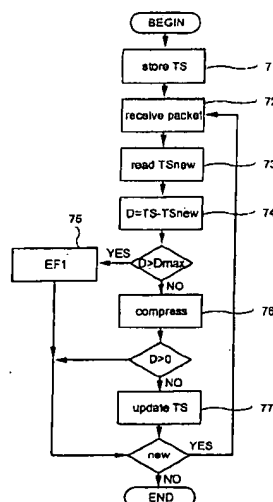 BEGIN
store TS
71
receive packet
72
read TSnew
73
D=TS-TSnew
74
75
EF1
YES
D>Dmax
NO
compress
76
D>0
NO
update TS
77
new
YES
NO
END